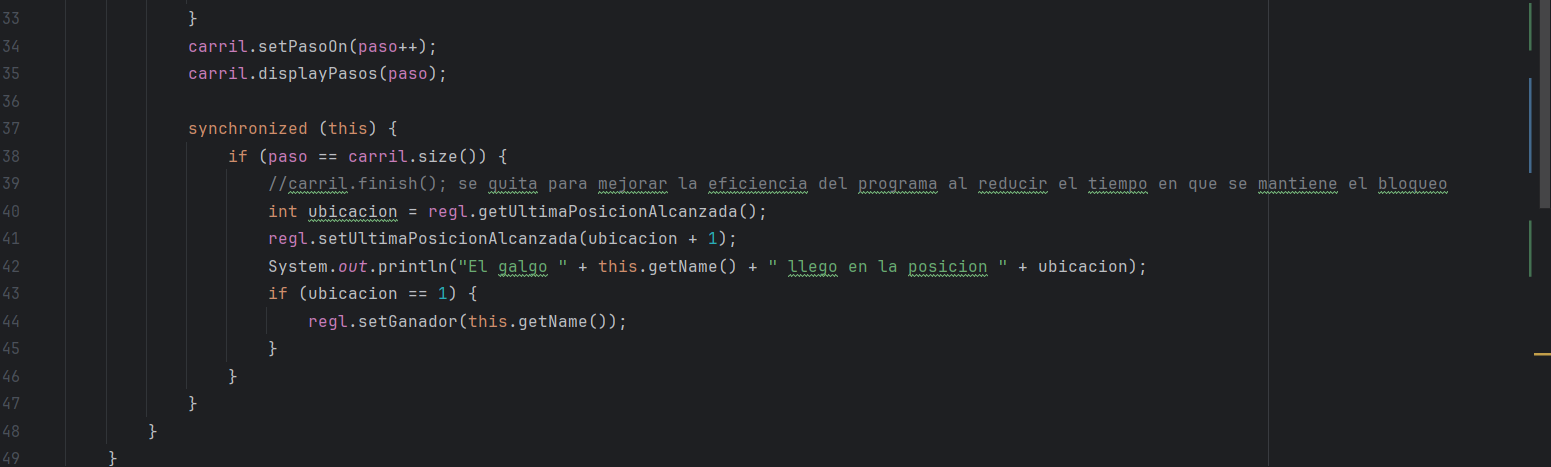 33 }
34 carril.setPasoOn(paso++);
35 carril.displayPasos(paso);
36
37 synchronized (this) {
38 if (paso == carril.size()) {
39 //carril.finish(); se quita para mejorar la eficiencia del programa al reducir el tiempo en que se mantiene el bloqueo
40 int ubicacion = regl.getUltimaPosicionAlcanzada();
41 regl.setUltimaPosicionAlcanzada(ubicacion + 1);
42 System.out.println("El galgo " + this.getName() + " llego en la posicion " + ubicacion);
43 if (ubicacion == 1) {
44 regl.setGanador(this.getName());
45 }
46 }
47 }
48 }
49 }